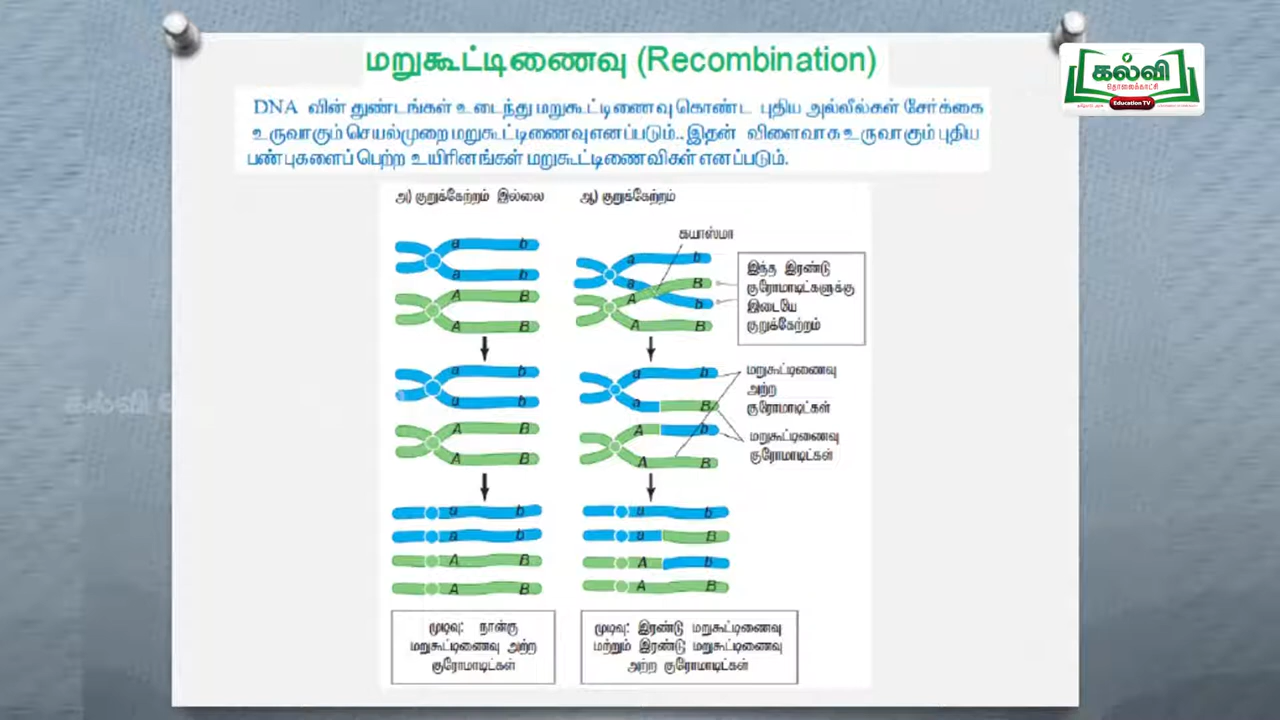 மறுகூட்டிணைவு (Recombination)
கல்வி
தொலைக்காட்சி
Education TV
DNA வின் துண்டங்கள் உடைந்து மறுகூட்டிணைவு கொண்ட புதிய அல்லீல்கள் சேர்க்கை
உருவாகும் செயல்முறை மறுகூட்டிணைவு எனப்படும்.. இதன் விளைவாக உருவாகும் புதிய
பண்புகளைப் பெற்ற உயிரினங்கள் மறுகூட்டிணைவிகள் எனப்படும்.
அ) குறுக்கேற்றம் இல்லை
a b
a b
A B
A B
a b
a b
A B
A B
a b
a b
A B
A B
முடிவு: நான்கு
மறுகூட்டிணைவு அற்ற
குரோமாடிட்கள்
ஆ) குறுக்கேற்றம்
கயாஸ்மா
a b
a B
A b
A B
இந்த இரண்டு
குரோமாடிட்களுக்கு
இடையே
குறுக்கேற்றம்
a b
a B
A b
A B
மறுகூட்டிணைவு
அற்ற
குரோமாடிட்கள்
மறுகூட்டிணைவு
குரோமாடிட்கள்
a b
a B
A b
A B
முடிவு: இரண்டு மறுகூட்டிணைவு
மற்றும் இரண்டு மறுகூட்டிணைவு
அற்ற குரோமாடிட்கள்
கல்வி